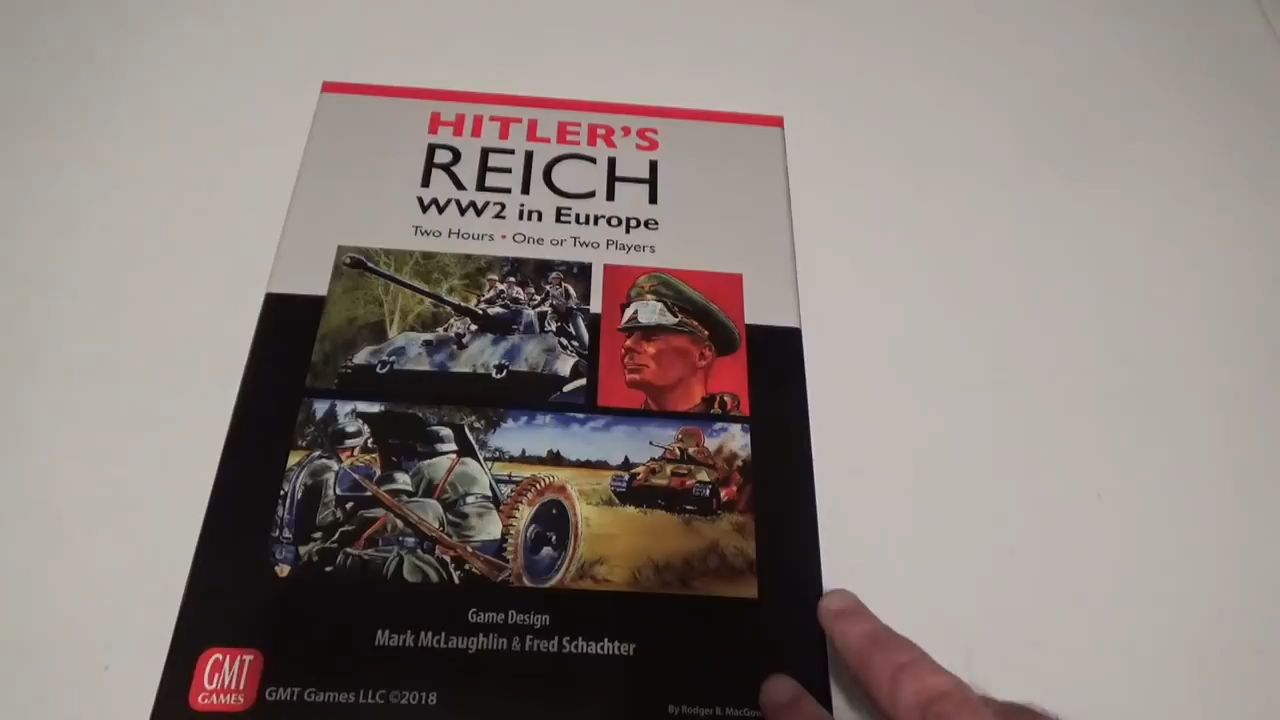 HITLER'S
REICH
WW2 in Europe
Two Hours • One or Two Players
Game Design
Mark McLaughlin & Fred Schachter
GMT
GAMES
GMT Games LLC ©2018
By Rodger B.